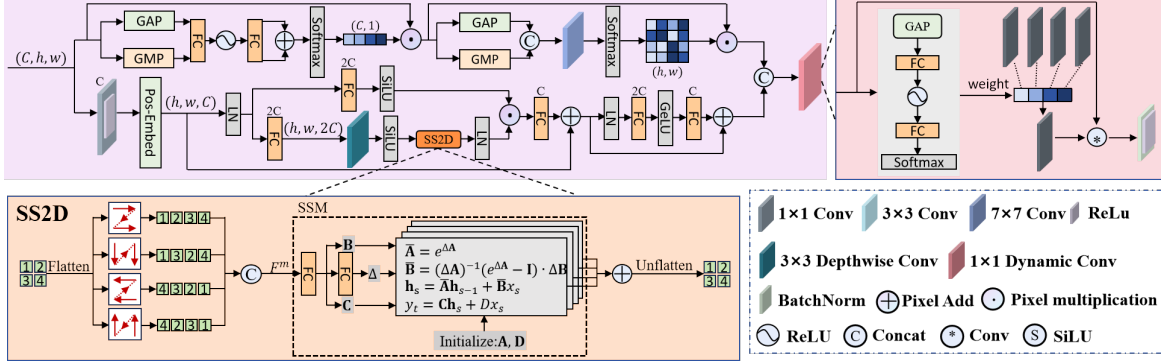 (C, h, w)
GAP
GMP
FC
FC
Softmax
(C, 1)
GAP
GMP
C
Softmax
(h, w)
C
C
Pos-Embed
(h, w, C)
LN
2C
FC
SiLU
2C
FC
(h, w, 2C)
SiLU
SS2D
LN
C
FC
LN
2C
FC
GeLU
C
FC
GAP
FC
FC
Softmax
weight
*
SS2D
1 2
3 4
Flatten
1 2 3 4
1 3 2 4
4 3 2 1
4 2 3 1
C
F^m
SSM
FC
B
FC
Δ
C
A̅ = e^{ΔA}
B̅ = (ΔA)^{-1}(e^{ΔA} − I) · ΔB
h_s = A̅h_{s−1} + B̅x_s
y_t = Ch_s + Dx_s
Initialize:A, D
Unflatten
1 2
3 4
1×1 Conv
3×3 Conv
7×7 Conv
ReLu
3×3 Depthwise Conv
1×1 Dynamic Conv
BatchNorm
Pixel Add
Pixel multiplication
ReLU
C Concat
* Conv
S SiLU